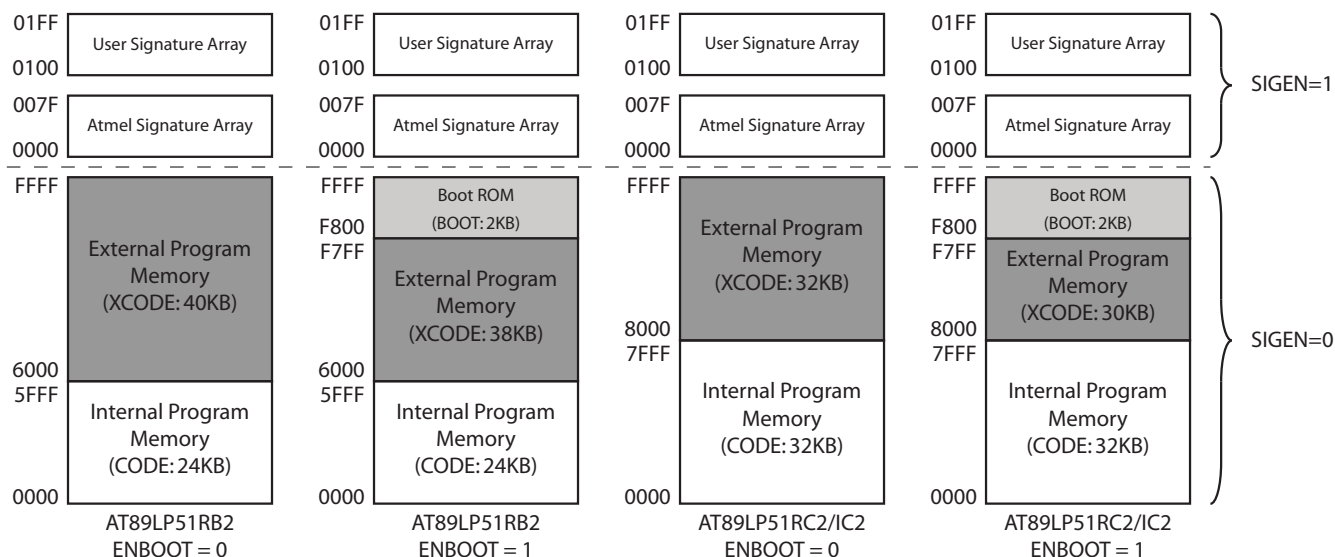 01FF
User Signature Array
0100
007F
Atmel Signature Array
0000
FFFF
External Program
Memory
(XCODE: 40KB)
6000
5FFF
Internal Program
Memory
(CODE: 24KB)
0000
AT89LP51RB2
ENBOOT = 0
01FF
User Signature Array
0100
007F
Atmel Signature Array
0000
FFFF
Boot ROM
(BOOT: 2KB)
F800
F7FF
External Program
Memory
(XCODE: 38KB)
6000
5FFF
Internal Program
Memory
(CODE: 24KB)
0000
AT89LP51RB2
ENBOOT = 1
01FF
User Signature Array
0100
007F
Atmel Signature Array
0000
FFFF
External Program
Memory
(XCODE: 32KB)
8000
7FFF
Internal Program
Memory
(CODE: 32KB)
0000
AT89LP51RC2/IC2
ENBOOT = 0
01FF
User Signature Array
0100
007F
Atmel Signature Array
0000
FFFF
Boot ROM
(BOOT: 2KB)
F800
F7FF
External Program
Memory
(XCODE: 30KB)
8000
7FFF
Internal Program
Memory
(CODE: 32KB)
0000
AT89LP51RC2/IC2
ENBOOT = 1
SIGEN=1
SIGEN=0